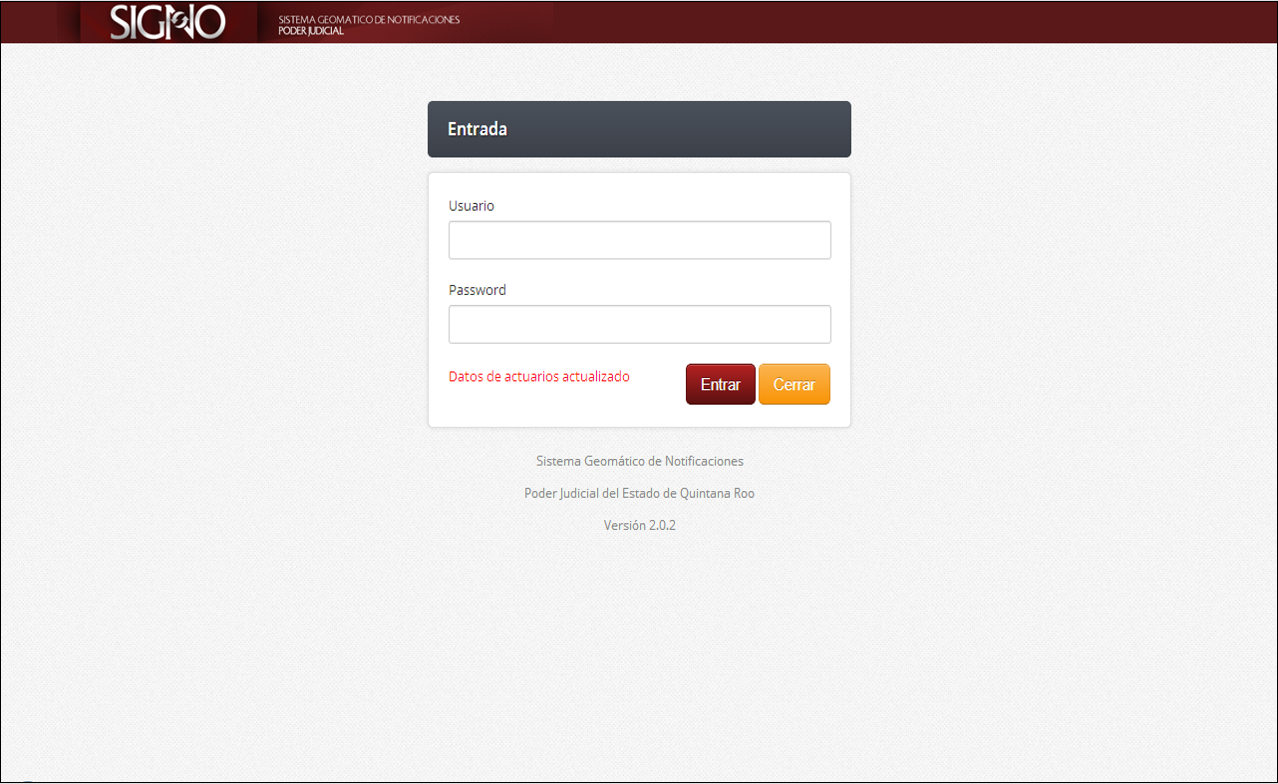 SIGNO
SISTEMA GEOMATICO DE NOTIFICACIONES
PODER JUDICIAL
Entrada
Usuario
Password
Datos de actuarios actualizado
Entrar
Cerrar
Sistema Geomático de Notificaciones
Poder Judicial del Estado de Quintana Roo
Versión 2.0.2